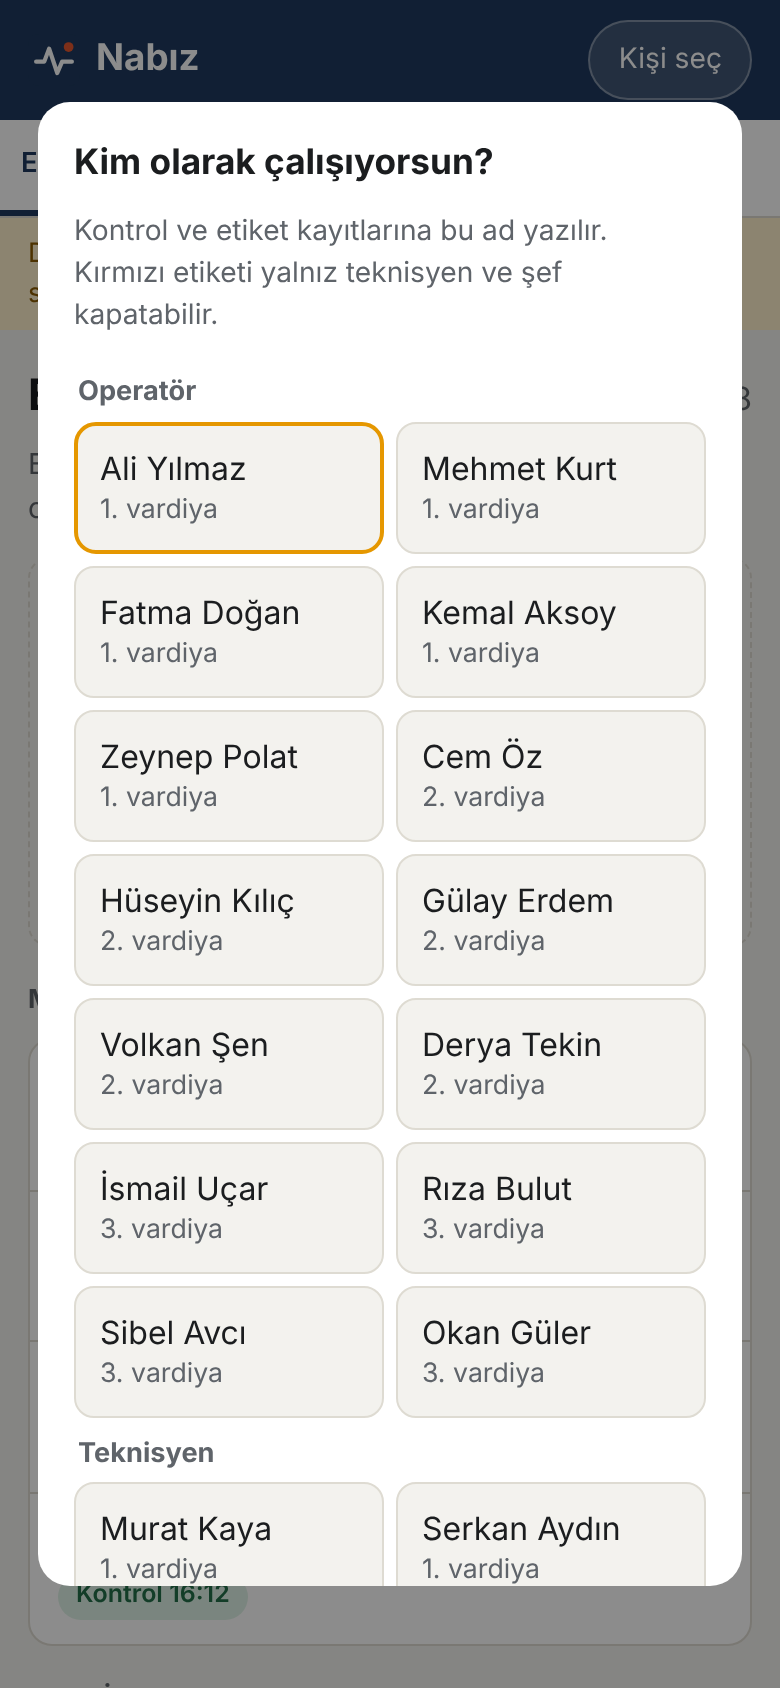 Nabız
Kişi seç
Kim olarak çalışıyorsun?
Kontrol ve etiket kayıtlarına bu ad yazılır.
Kırmızı etiketi yalnız teknisyen ve şef
kapatabilir.
Operatör
Ali Yılmaz
1. vardiya
Mehmet Kurt
1. vardiya
Fatma Doğan
1. vardiya
Kemal Aksoy
1. vardiya
Zeynep Polat
1. vardiya
Cem Öz
2. vardiya
Hüseyin Kılıç
2. vardiya
Gülay Erdem
2. vardiya
Volkan Şen
2. vardiya
Derya Tekin
2. vardiya
İsmail Uçar
3. vardiya
Rıza Bulut
3. vardiya
Sibel Avcı
3. vardiya
Okan Güler
3. vardiya
Teknisyen
Murat Kaya
1. vardiya
Serkan Aydın
1. vardiya
Kontrol 16:12